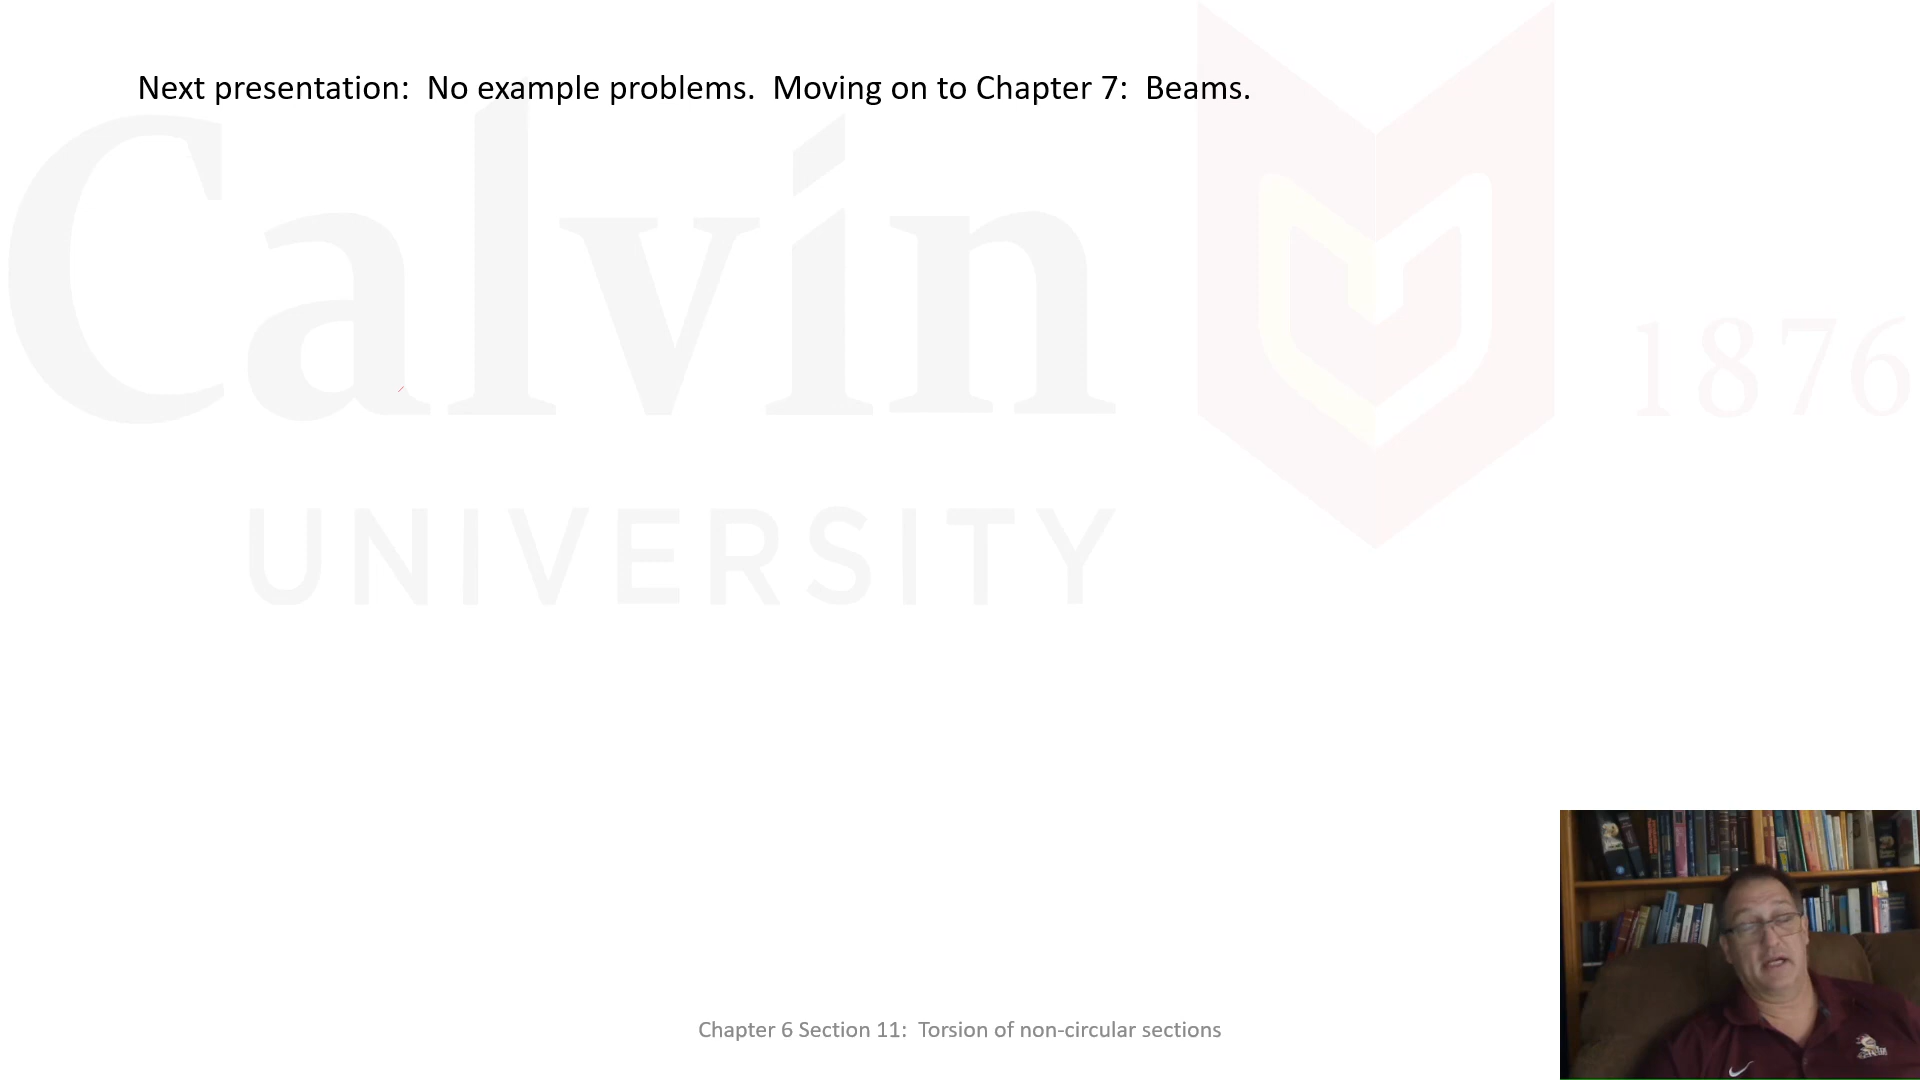 Next presentation:  No example problems.  Moving on to Chapter 7:  Beams.
Calvin
1876
UNIVERSITY
Chapter 6 Section 11:  Torsion of non-circular sections